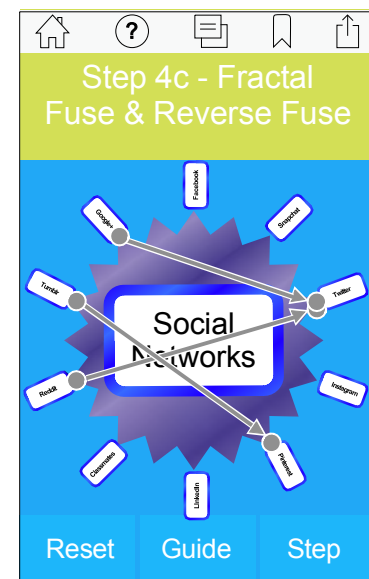 ?
Step 4c - Fractal
Fuse & Reverse Fuse
Facebook
Google+
Snapchat
Tumblr
Twitter
Social
Networks
Reddit
Instagram
Classmates
Pinterest
LinkedIn
Reset
Guide
Step